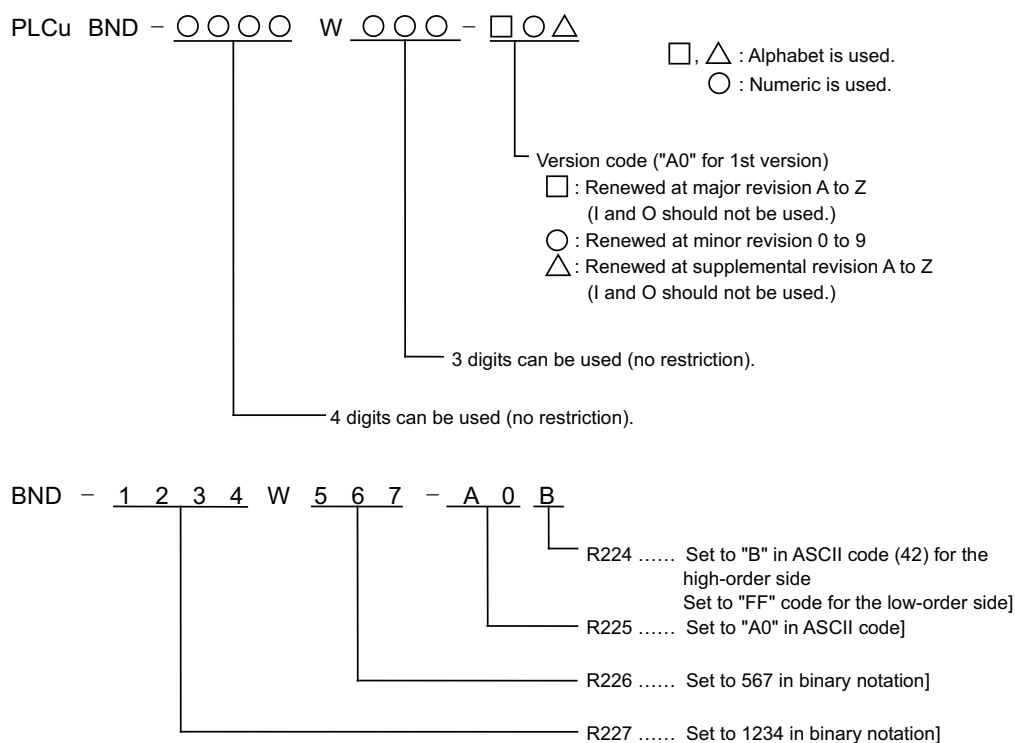 PLCu BND – ○○○○ W ○○○ – □○△
□, △ : Alphabet is used.
○ : Numeric is used.
Version code ("A0" for 1st version)
□ : Renewed at major revision A to Z
(I and O should not be used.)
○ : Renewed at minor revision 0 to 9
△ : Renewed at supplemental revision A to Z
(I and O should not be used.)
3 digits can be used (no restriction).
4 digits can be used (no restriction).
BND – 1 2 3 4 W 5 6 7 – A 0 B
R224 …… Set to "B" in ASCII code (42) for the
high-order side
Set to "FF" code for the low-order side]
R225 …… Set to "A0" in ASCII code]
R226 …… Set to 567 in binary notation]
R227 …… Set to 1234 in binary notation]